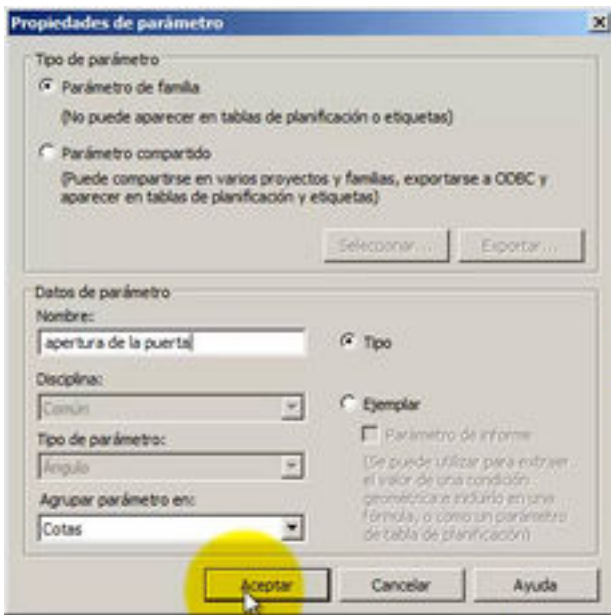 Propiedades de parámetro
Tipo de parámetro
Parámetro de familia
(No puede aparecer en tablas de planificación o etiquetas)
Parámetro compartido
(Puede compartirse en varios proyectos y familias, exportarse a ODBC y
aparecer en tablas de planificación y etiquetas)
Seleccionar... Exportar...
Datos de parámetro
Nombre:
apertura de la puerta
Tipo
Disciplina:
Común
Ejemplar
Parámetro de informe
Tipo de parámetro:
(Se puede utilizar para extraer
Ángulo
el valor de una condición
geométrica e incluirlo en una
Agrupar parámetro en:
fórmula, o como un parámetro
Cotas
de tabla de planificación)
Aceptar Cancelar Ayuda